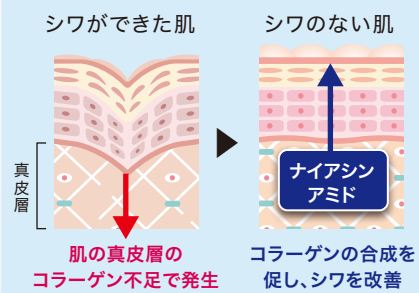 シワができた肌
シワのない肌
真皮層
ナイアシン
アミド
肌の真皮層の
コラーゲン不足で発生
コラーゲンの合成を
促し、シワを改善